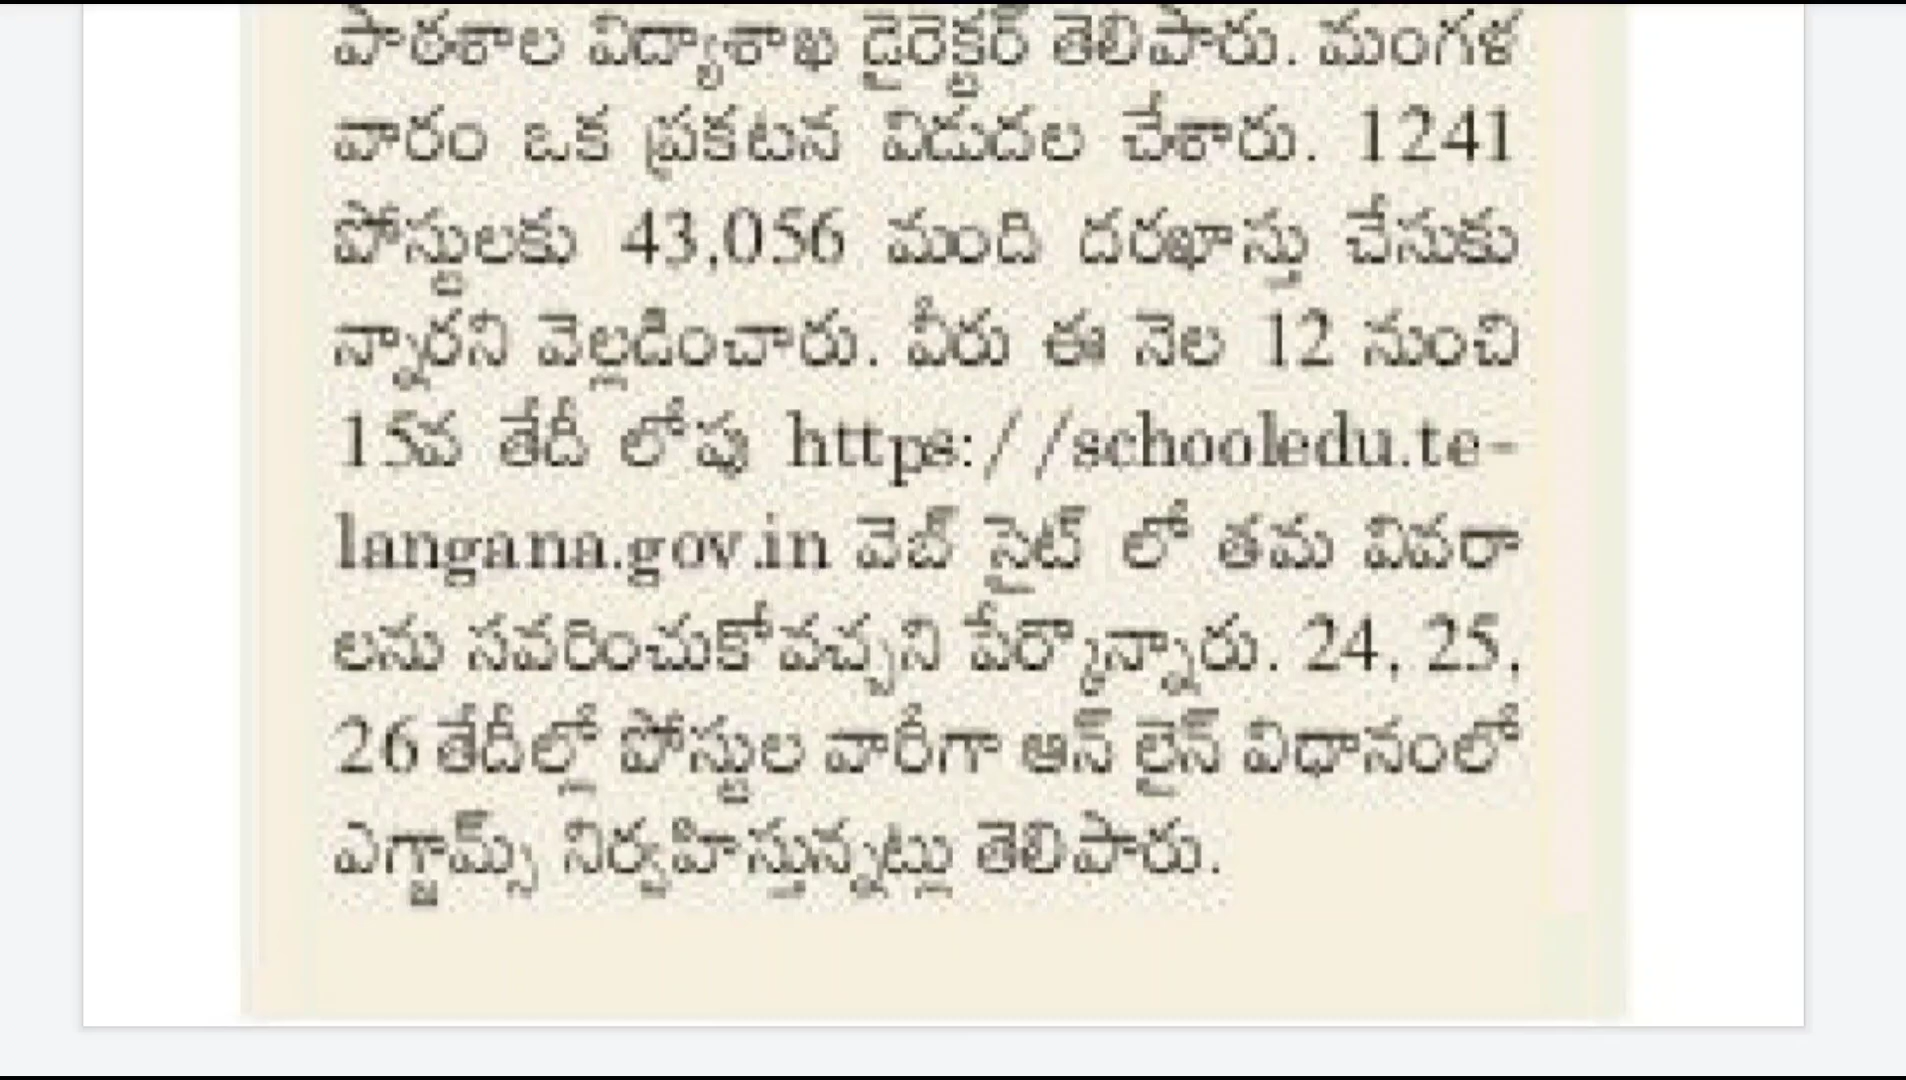 పాఠశాల విద్యాశాఖ డైరెక్టర్ తెలిపారు. మంగళ
వారం ఒక ప్రకటన విడుదల చేశారు. 1241
పోస్టులకు 43,056 మంది దరఖాస్తు చేసుకు
న్నారని వెల్లడించారు. వీరు ఈ నెల 12 నుంచి
15వ తేదీ లోపు https://schooledu.te-
langana.gov.in వెబ్ సైట్ లో తమ వివరా
లను సవరించుకోవచ్చని పేర్కొన్నారు. 24, 25,
26 తేదీల్లో పోస్టుల వారీగా ఆన్ లైన్ విధానంలో
ఎగ్జామ్స్ నిర్వహిస్తున్నట్లు తెలిపారు.